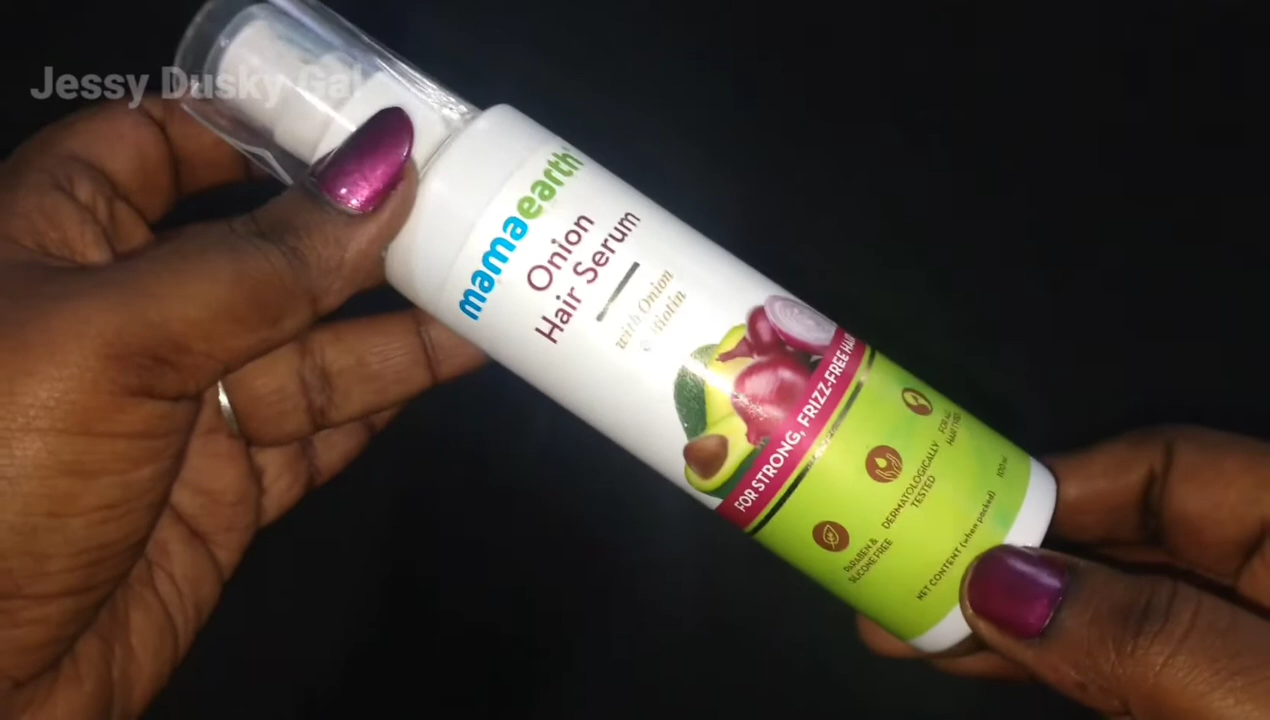 Jessy Dusky Gal
mamaearth
Onion
Hair Serum
with Onion
& Biotin
FOR STRONG, FRIZZ-FREE HAIR
PARABEN &
SILICONE FREE
DERMATOLOGICALLY
TESTED
FOR ALL
HAIR TYPES
NET CONTENT (when packed)
100 ml